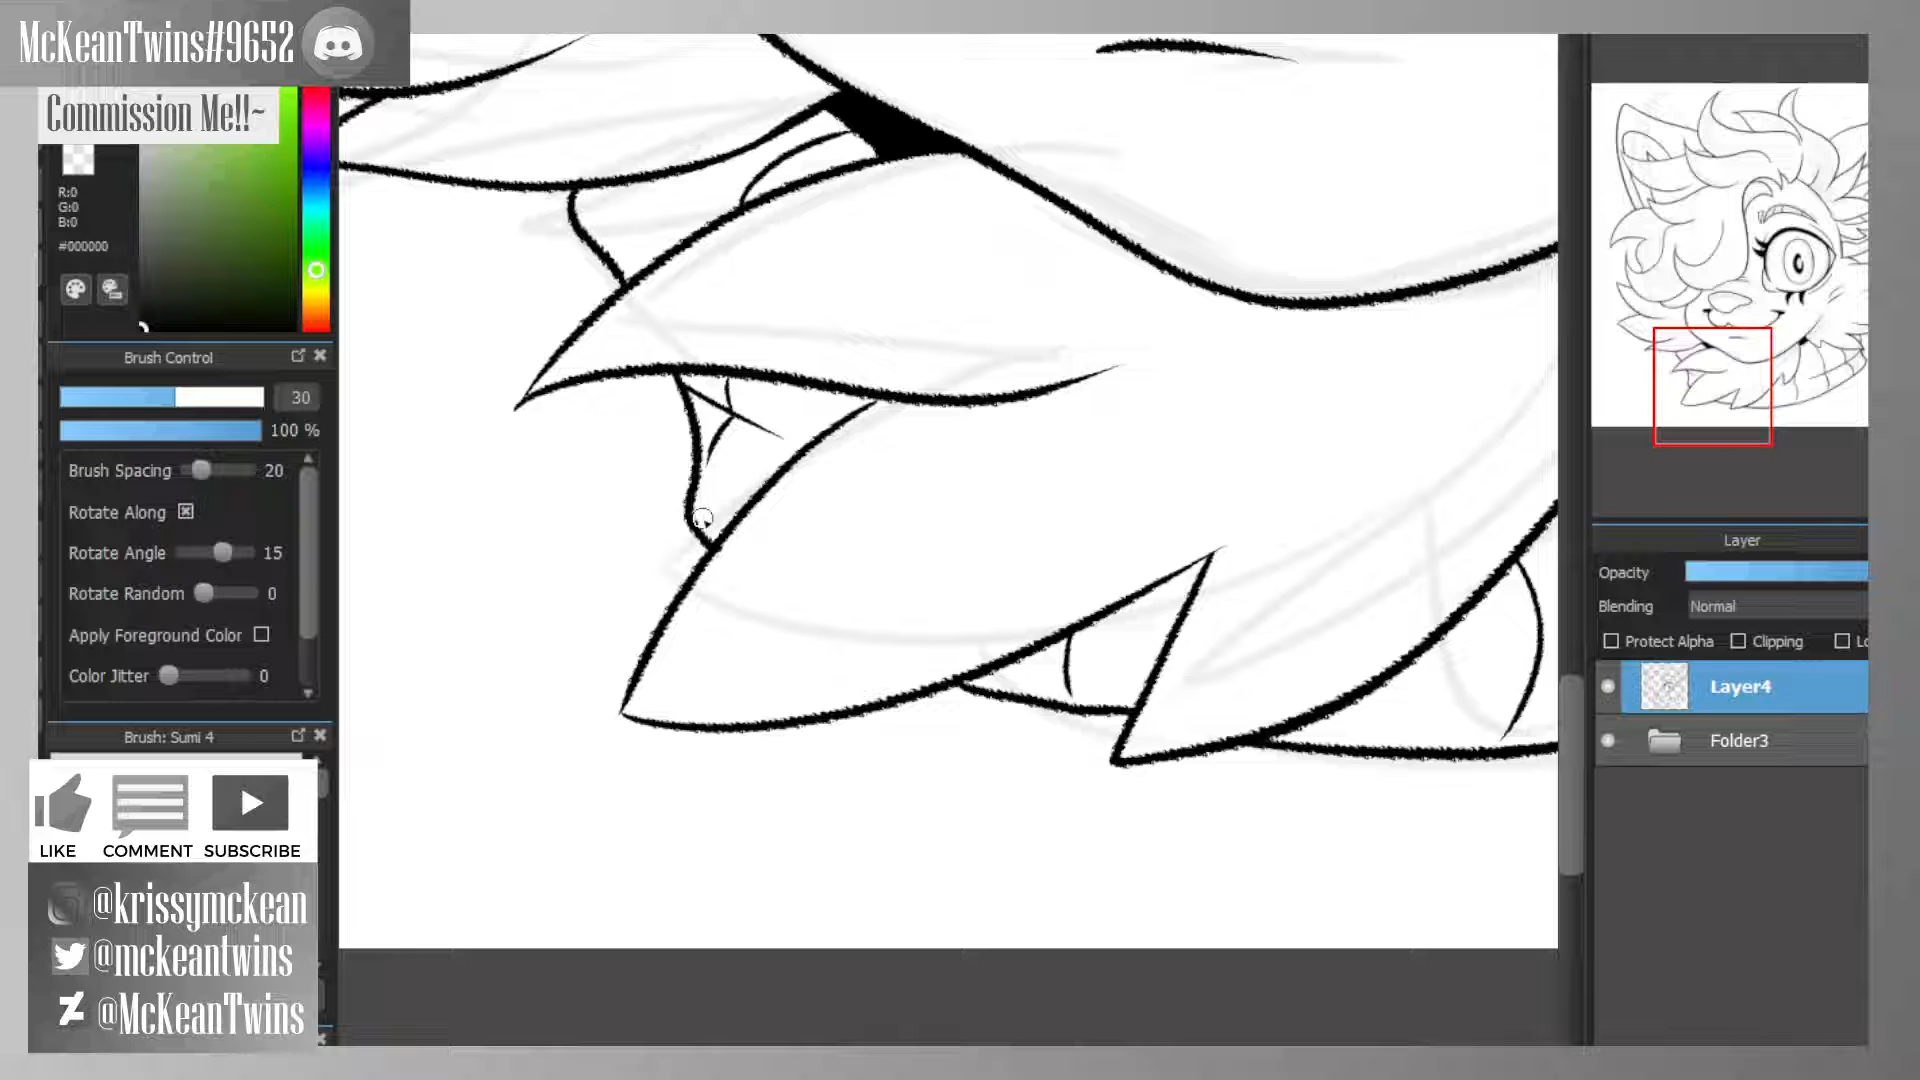 McKeanTwins#9652
Commission Me!!~
R:0
G:0
B:0
#000000
Brush Control
30
100 %
Brush Spacing 20
Rotate Along
Rotate Angle 15
Rotate Random 0
Apply Foreground Color
Color Jitter 0
Brush: Sumi 4
LIKE COMMENT SUBSCRIBE
@krissymckean
@mckeantwins
@McKeanTwins
Layer
Opacity
Blending Normal
Protect Alpha Clipping Lo
Layer4
Folder3